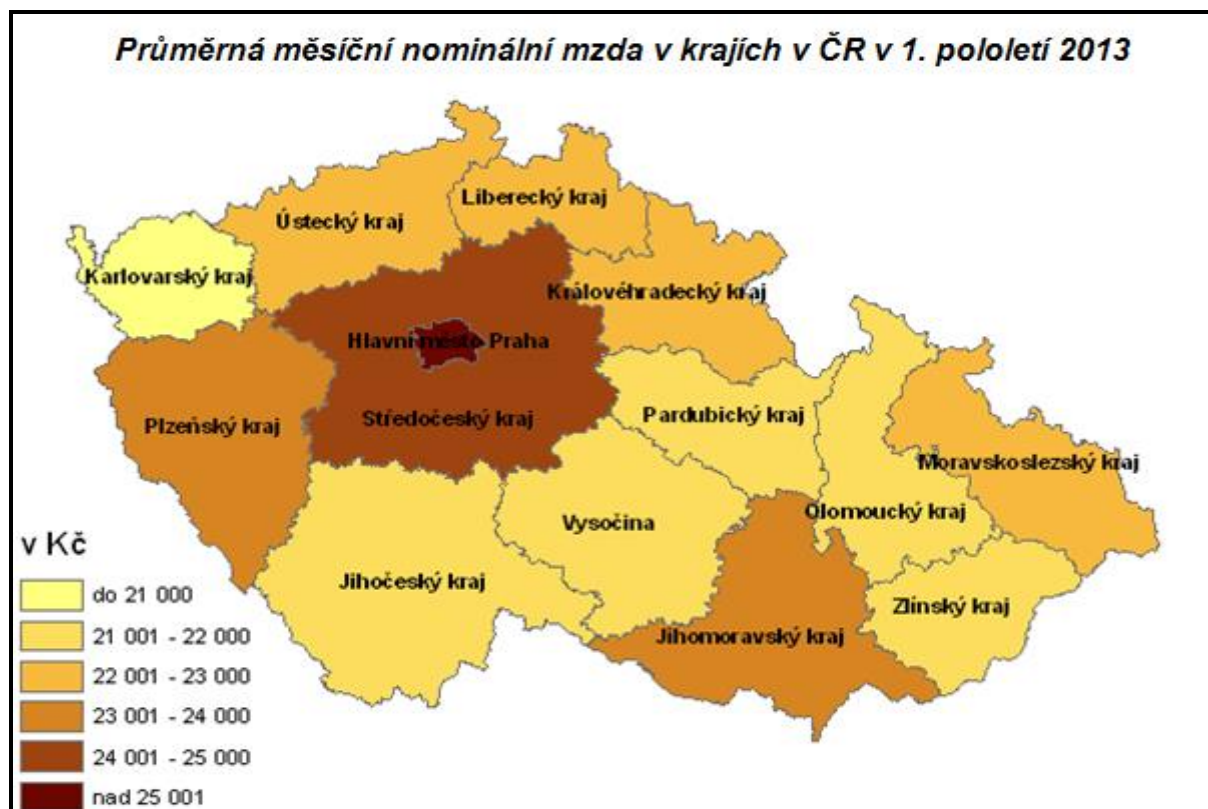 Průměrná měsíční nominální mzda v krajích v ČR v 1. pololetí 2013
Liberecký kraj
Ústecký kraj
Karlovarský kraj
Královéhradecký kraj
Hlavní město Praha
Středočeský kraj
Pardubický kraj
Plzeňský kraj
Moravskoslezský kraj
Olomoucký kraj
Vysočina
Jihočeský kraj
Zlínský kraj
Jihomoravský kraj
v Kč
do 21 000
21 001 - 22 000
22 001 - 23 000
23 001 - 24 000
24 001 - 25 000
nad 25 001